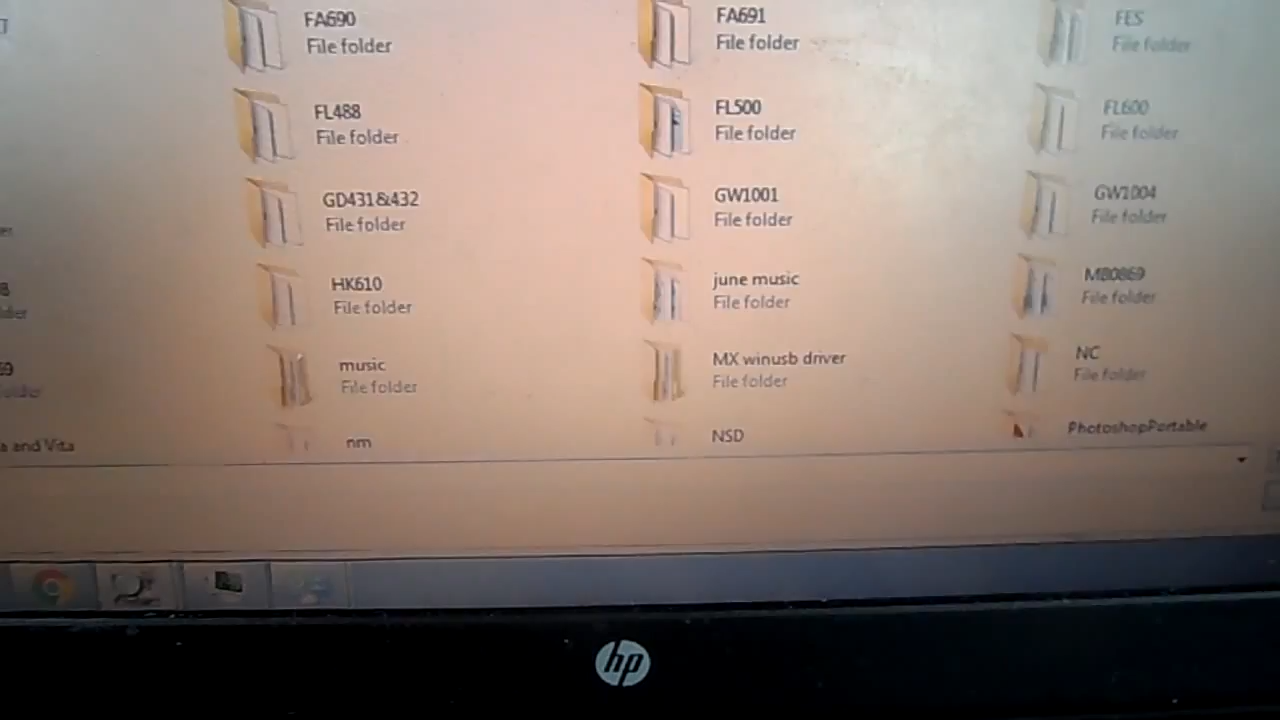 FA690
File folder
FA691
File folder
FES
File folder
FL488
File folder
FL500
File folder
FL600
File folder
GD431&432
File folder
GW1001
File folder
GW1004
File folder
HK610
File folder
june music
File folder
MB0869
File folder
music
File folder
MX winusb driver
File folder
NC
File folder
a and Vita
nm
NSD
PhotoshopPortable
hp